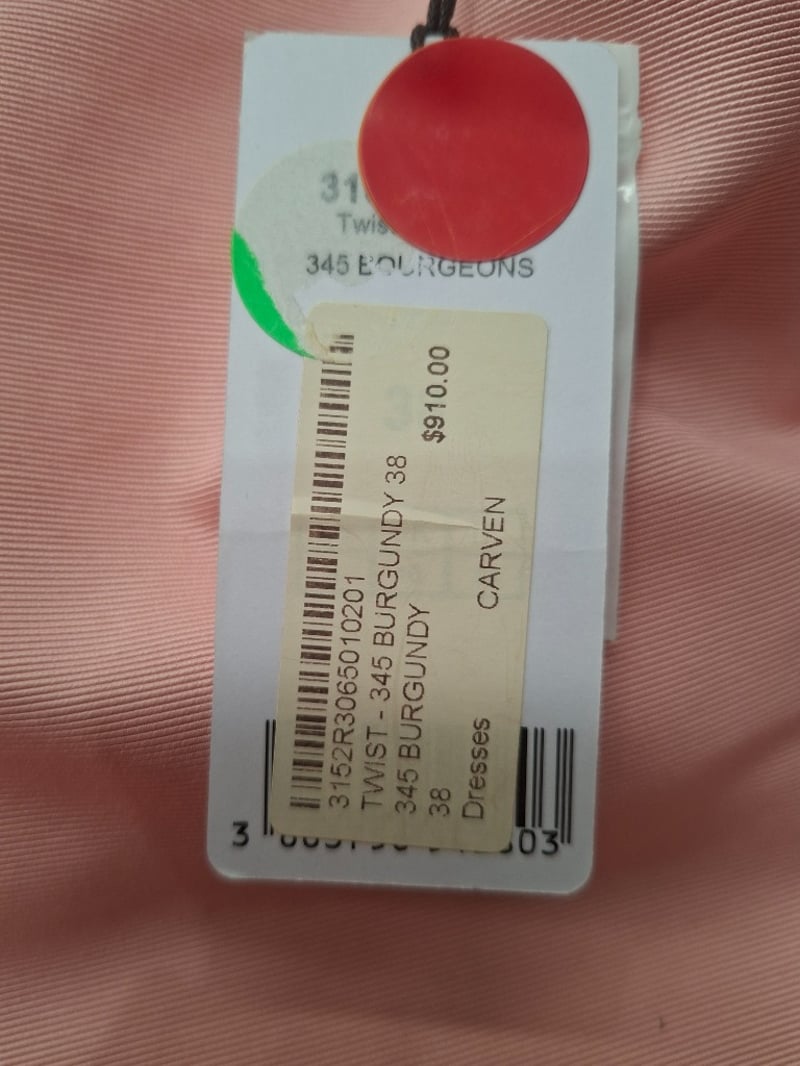 345 BOURGEONS
3152R3065010201
TWIST - 345 BURGUNDY 38
345 BURGUNDY
$910.00
38
Dresses CARVEN